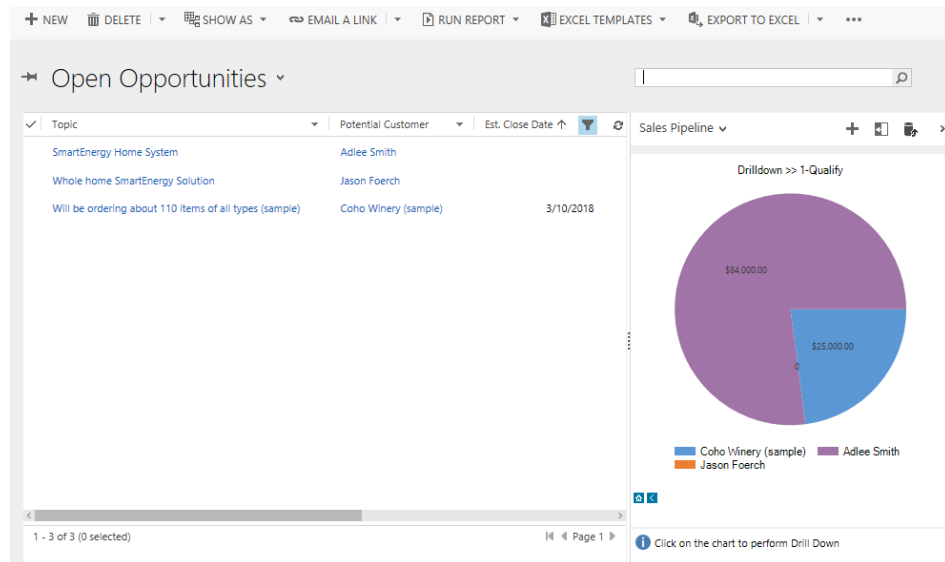 NEW DELETE SHOW AS EMAIL A LINK RUN REPORT EXCEL TEMPLATES EXPORT TO EXCEL
Open Opportunities
Topic Potential Customer Est. Close Date
SmartEnergy Home System Adlee Smith
Whole home SmartEnergy Solution Jason Foerch
Will be ordering about 110 items of all types (sample) Coho Winery (sample) 3/10/2018
1 - 3 of 3 (0 selected) Page 1
Sales Pipeline
Drilldown >> 1-Qualify
$84,000.00
$25,000.00
0
Coho Winery (sample) Adlee Smith
Jason Foerch
Click on the chart to perform Drill Down